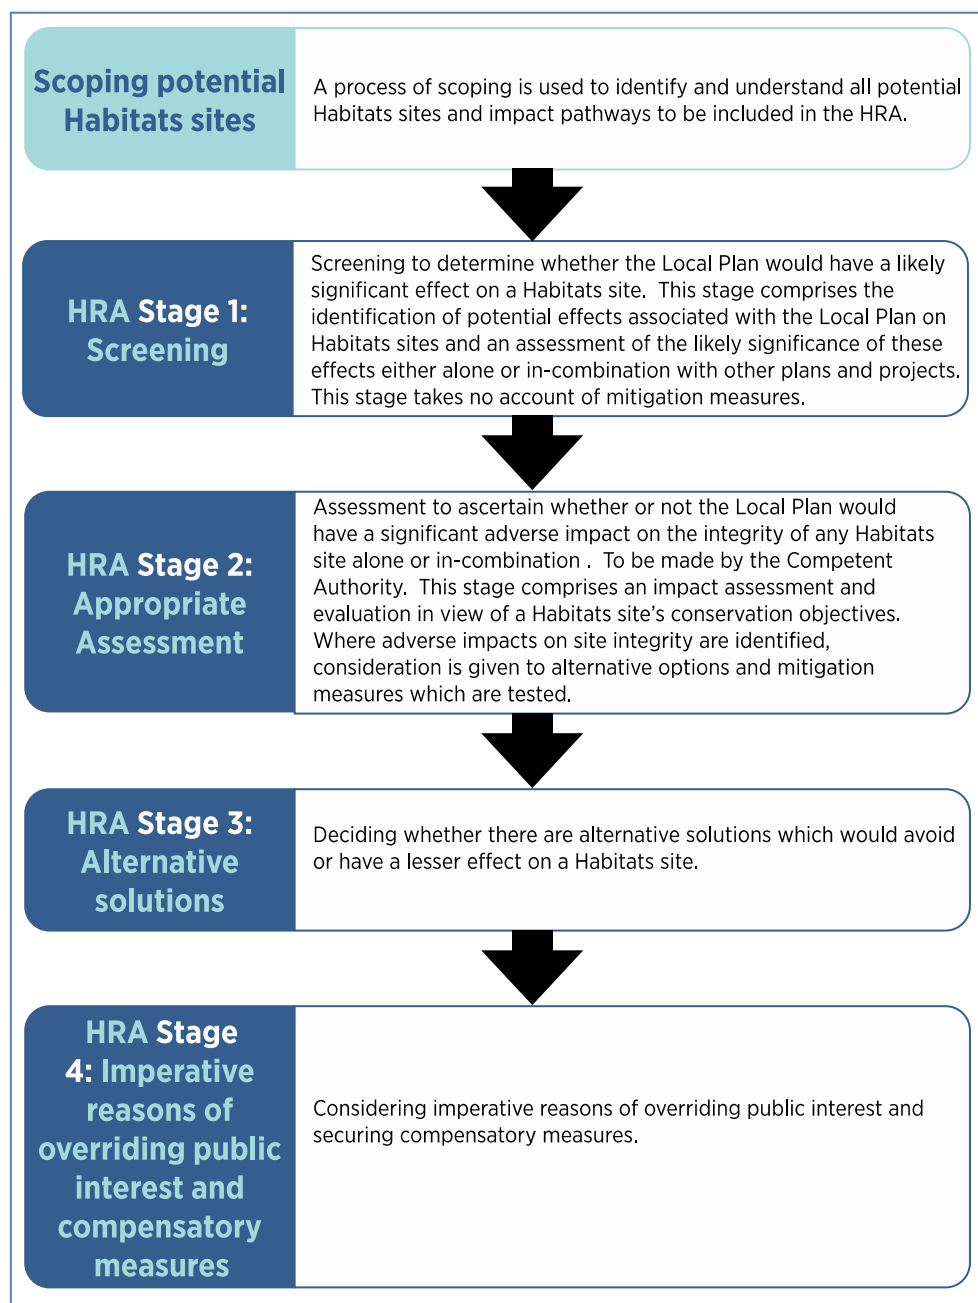 Scoping potential
Habitats sites
A process of scoping is used to identify and understand all potential
Habitats sites and impact pathways to be included in the HRA.
HRA Stage 1:
Screening
Screening to determine whether the Local Plan would have a likely
significant effect on a Habitats site.  This stage comprises the
identification of potential effects associated with the Local Plan on
Habitats sites and an assessment of the likely significance of these
effects either alone or in-combination with other plans and projects.
This stage takes no account of mitigation measures.
HRA Stage 2:
Appropriate
Assessment
Assessment to ascertain whether or not the Local Plan would
have a significant adverse impact on the integrity of any Habitats
site alone or in-combination .  To be made by the Competent
Authority.  This stage comprises an impact assessment and
evaluation in view of a Habitats site's conservation objectives.
Where adverse impacts on site integrity are identified,
consideration is given to alternative options and mitigation
measures which are tested.
HRA Stage 3:
Alternative
solutions
Deciding whether there are alternative solutions which would avoid
or have a lesser effect on a Habitats site.
HRA Stage
4: Imperative
reasons of
overriding public
interest and
compensatory
measures
Considering imperative reasons of overriding public interest and
securing compensatory measures.